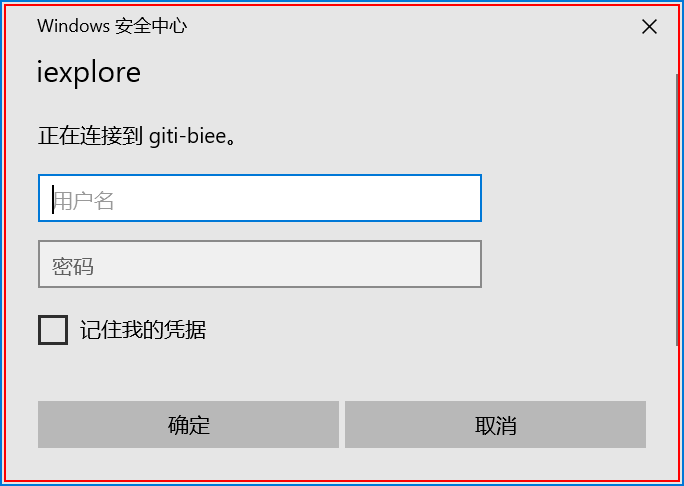 Windows 安全中心
iexplore
正在连接到 giti-biee。
用户名
密码
记住我的凭据
确定
取消